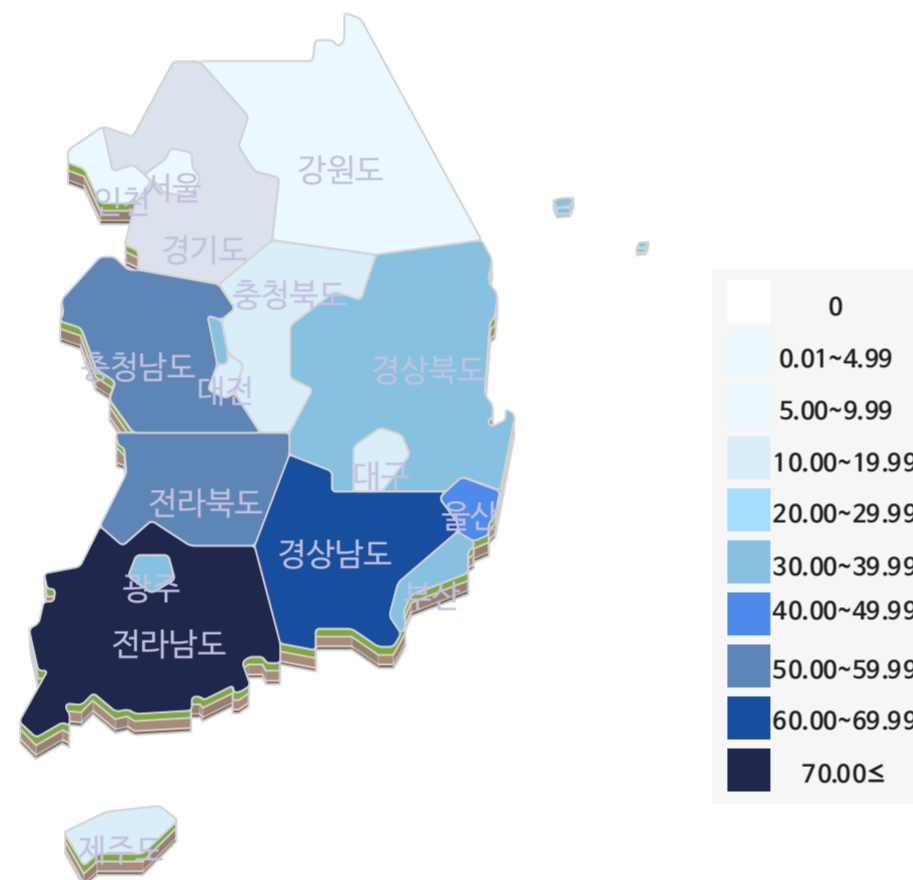 강원도
서울
인천
경기도
충청북도
충청남도
경상북도
대전
대구
전라북도
울산
경상남도
광주
부산
전라남도
제주도
0
0.01~4.99
5.00~9.99
10.00~19.99
20.00~29.99
30.00~39.99
40.00~49.99
50.00~59.99
60.00~69.99
70.00≤